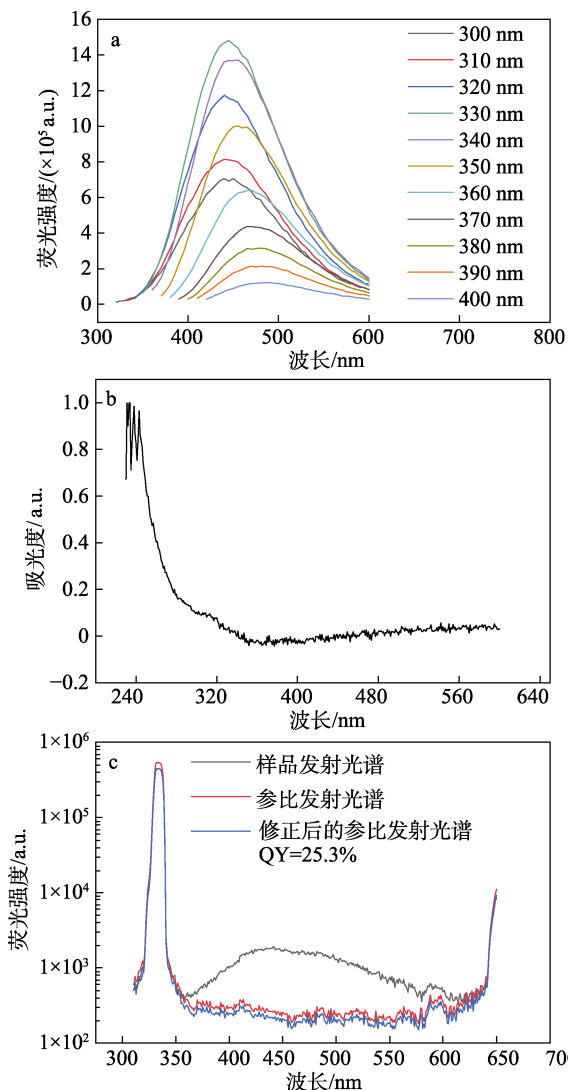 a
16
14
12
10
8
6
4
2
0
荧光强度/(×10⁵ a.u.)
300 nm
310 nm
320 nm
330 nm
340 nm
350 nm
360 nm
370 nm
380 nm
390 nm
400 nm
300 400 500 600 700 800
波长/nm
b
1.0
0.8
0.6
0.4
0.2
0
−0.2
吸光度/a.u.
240 320 400 480 560 640
波长/nm
c
1×10⁶
1×10⁵
1×10⁴
1×10³
1×10²
荧光强度/a.u.
样品发射光谱
参比发射光谱
修正后的参比发射光谱
QY=25.3%
300 350 400 450 500 550 600 650 70
波长/nm